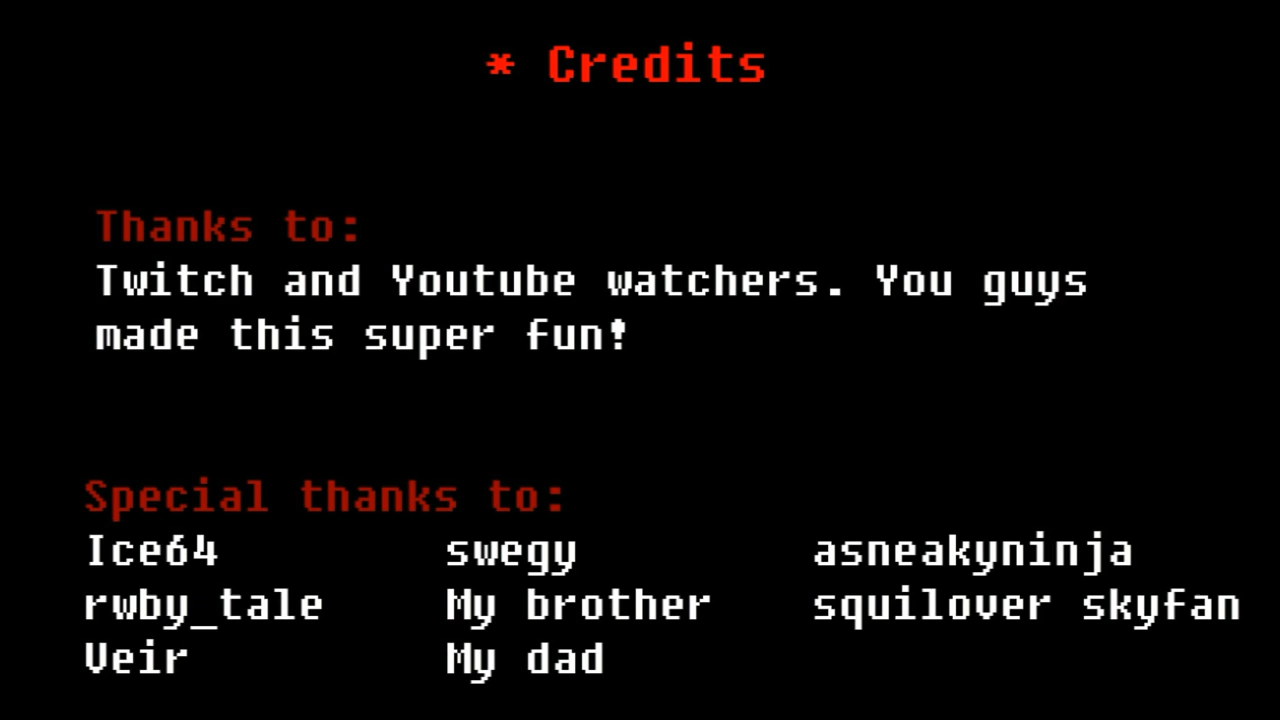 * Credits
Thanks to:
Twitch and Youtube watchers. You guys
made this super fun!
Special thanks to:
Ice64 swegy asneakyninja
rwby_tale My brother squilover skyfan
Veir My dad